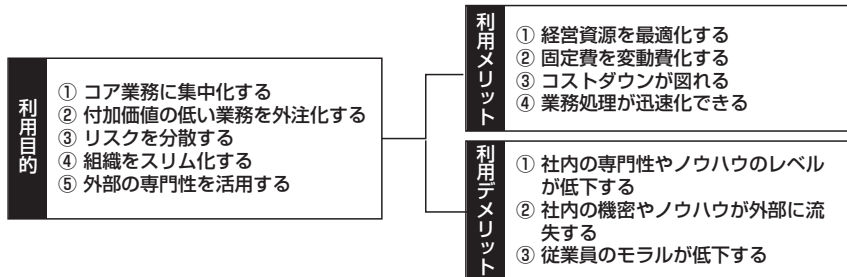 利用目的
① コア業務に集中化する
② 付加価値の低い業務を外注化する
③ リスクを分散する
④ 組織をスリム化する
⑤ 外部の専門性を活用する
利用メリット
① 経営資源を最適化する
② 固定費を変動費化する
③ コストダウンが図れる
④ 業務処理が迅速化できる
利用デメリット
① 社内の専門性やノウハウのレベル
が低下する
② 社内の機密やノウハウが外部に流
失する
③ 従業員のモラルが低下する